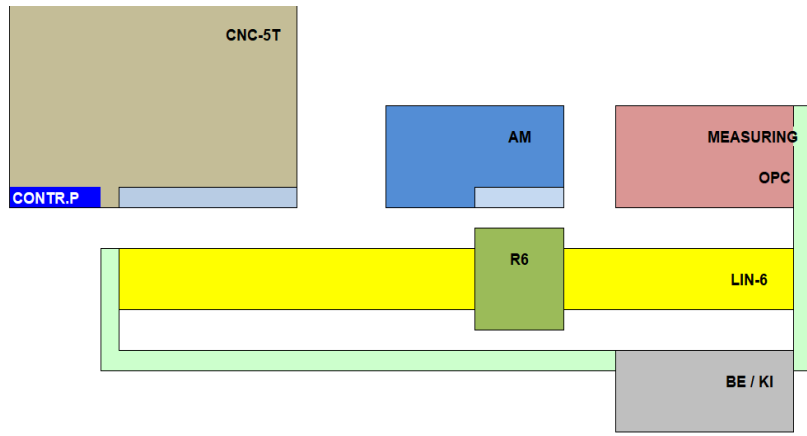 CNC-5T
AM
MEASURING
OPC
CONTR.P
R6
LIN-6
BE / KI